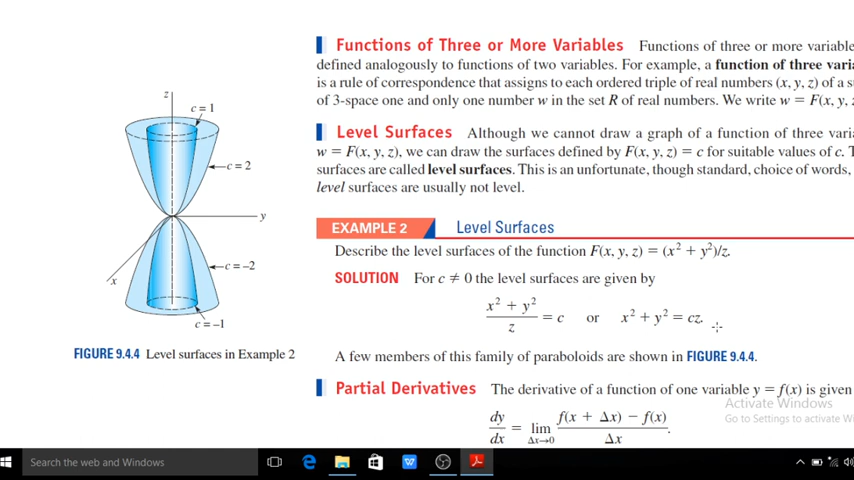 Functions of Three or More Variables Functions of three or more variable
defined analogously to functions of two variables. For example, a function of three vari
is a rule of correspondence that assigns to each ordered triple of real numbers (x, y, z) of a s
of 3-space one and only one number w in the set R of real numbers. We write w = F(x, y, z
Level Surfaces Although we cannot draw a graph of a function of three vari
w = F(x, y, z), we can draw the surfaces defined by F(x, y, z) = c for suitable values of c. T
surfaces are called level surfaces. This is an unfortunate, though standard, choice of words,
level surfaces are usually not level.
z
c = 1
c = 2
y
c = −2
x
c = −1
FIGURE 9.4.4 Level surfaces in Example 2
EXAMPLE 2 Level Surfaces
Describe the level surfaces of the function F(x, y, z) = (x² + y²)/z.
SOLUTION For c ≠ 0 the level surfaces are given by
x² + y²
z
= c or x² + y² = cz.
A few members of this family of paraboloids are shown in FIGURE 9.4.4.
Partial Derivatives The derivative of a function of one variable y = f(x) is given
dy/dx = lim Δx→0 f(x + Δx) − f(x) / Δx .
Activate Windows
Go to Settings to activate Wi
Search the web and Windows